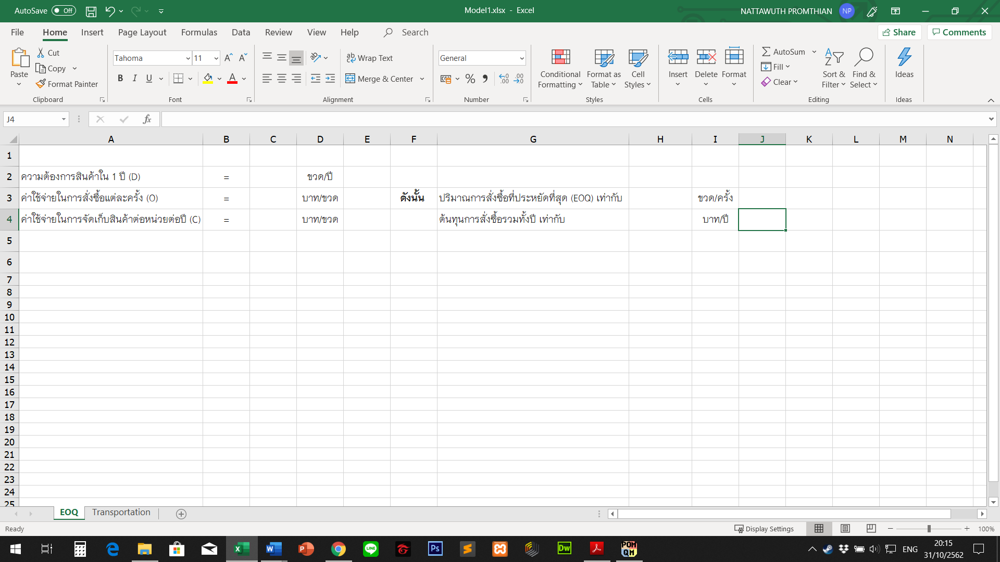 AutoSave Off Model1.xlsx - Excel NATTAWUTH PROMTHIAN NP
File Home Insert Page Layout Formulas Data Review View Help Search Share Comments
Paste Cut Copy Format Painter Clipboard
Tahoma 11 B I U A Font
Wrap Text Merge & Center Alignment
General % Number
Conditional Formatting Format as Table Cell Styles Styles
Insert Delete Format Cells
AutoSum Fill Clear Sort & Filter Find & Select Editing
Ideas Ideas
J4 fx
A B C D E F G H I J K L M N
1
2 ความต้องการสินค้าใน 1 ปี (D) = ขวด/ปี
3 ค่าใช้จ่ายในการสั่งซื้อแต่ละครั้ง (O) = บาท/ขวด ดังนั้น ปริมาณการสั่งซื้อที่ประหยัดที่สุด (EOQ) เท่ากับ ขวด/ครั้ง
4 ค่าใช้จ่ายในการจัดเก็บสินค้าต่อหน่วยต่อปี (C) = บาท/ขวด ต้นทุนการสั่งซื้อรวมทั้งปี เท่ากับ บาท/ปี
5
6
7
8
9
10
11
12
13
14
15
16
17
18
19
20
21
22
23
24
25
EOQ Transportation
Ready Display Settings 100%
Ps Dw POM QM LINE ENG 20:15
31/10/2562